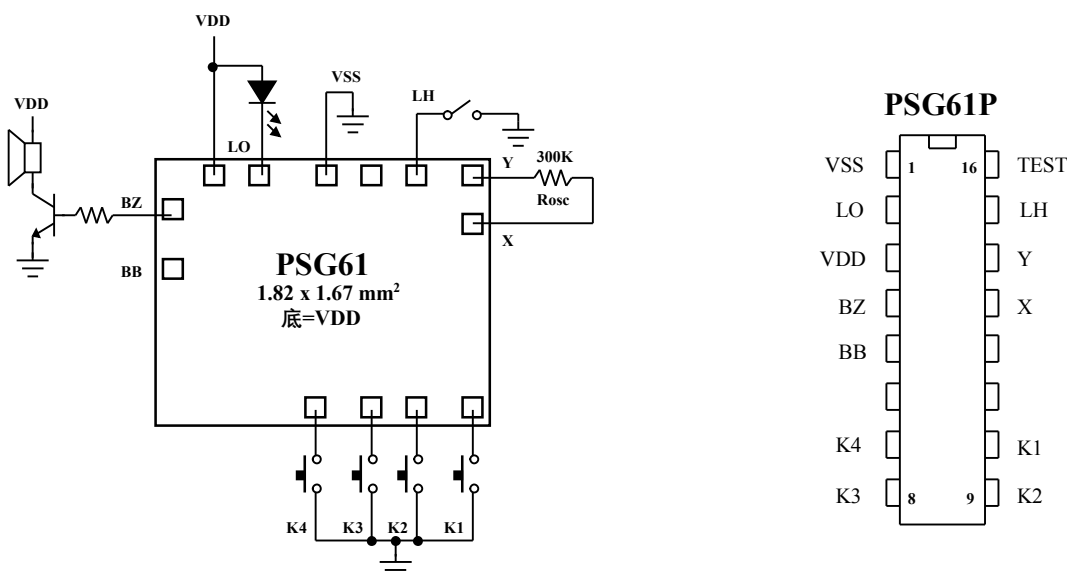 VDD
VDD
VSS
LH
LO
Y
300K
Rosc
X
BZ
BB
PSG61
1.82 x 1.67 mm²
底=VDD
K4
K3
K2
K1
PSG61P
VSS 1 16 TEST
LO LH
VDD Y
BZ X
BB
K4 K1
K3 8 9 K2